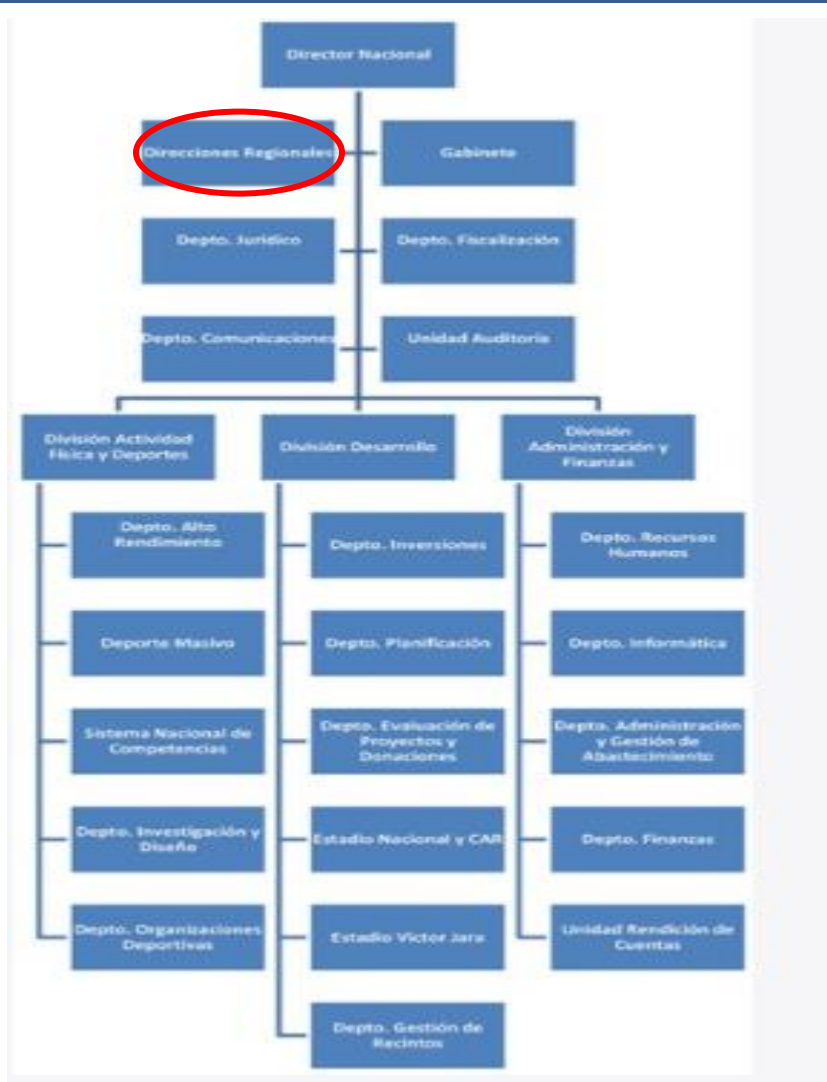 Director Nacional
Direcciones Regionales
Gabinete
Depto. Jurídico
Depto. Fiscalización
Depto. Comunicaciones
Unidad Auditoría
División Actividad
Física y Deportes
División Desarrollo
División
Administración y
Finanzas
Depto. Alto
Rendimiento
Depto. Inversiones
Depto. Recursos
Humanos
Deporte Masivo
Depto. Planificación
Depto. Informática
Sistema Nacional de
Competencias
Depto. Evaluación de
Proyectos y
Donaciones
Depto. Administración
y Gestión de
Abastecimiento
Depto. Investigación y
Diseño
Estadio Nacional y CAR
Depto. Finanzas
Depto. Organizaciones
Deportivas
Estadio Victor Jara
Unidad Rendición de
Cuentas
Depto. Gestión de
Recintos